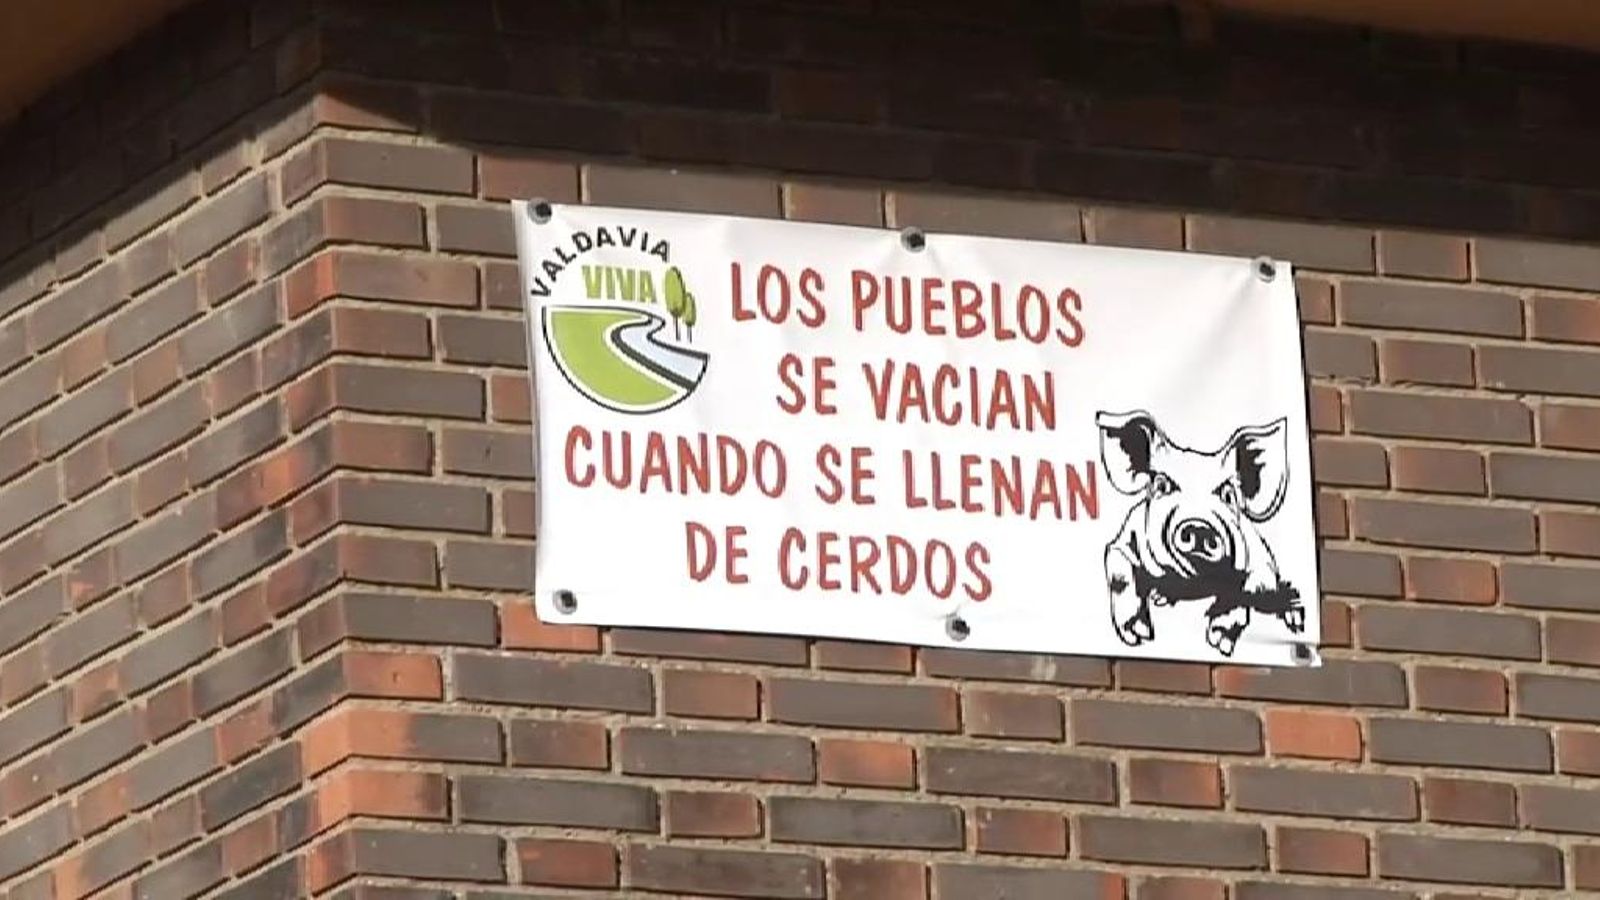 VALDAVIA
VIVA
LOS PUEBLOS
SE VACIAN
CUANDO SE LLENAN
DE CERDOS